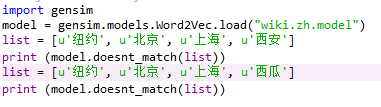 import gensim
model = gensim.models.Word2Vec.load("wiki.zh.model")
list = [u'纽约', u'北京', u'上海', u'西安']
print (model.doesnt_match(list))
list = [u'纽约', u'北京', u'上海', u'西瓜']
print (model.doesnt_match(list))